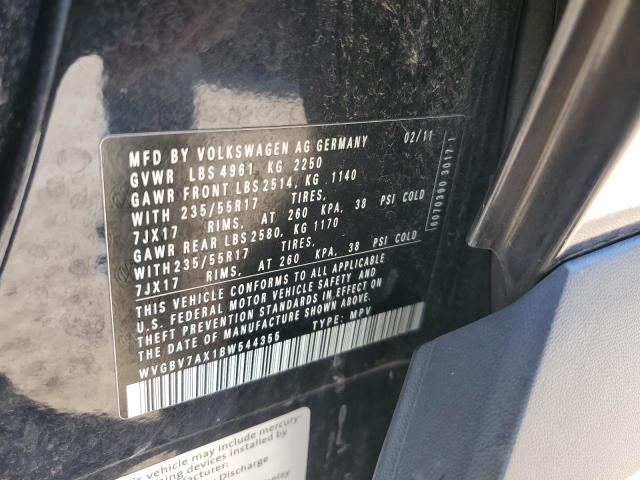 MFD BY VOLKSWAGEN AG GERMANY 02/11
GVWR LBS 4961 KG 2250
GAWR FRONT LBS 2514, KG 1140
WITH 235/55R17 TIRES,
7JX17 RIMS, AT 260 KPA, 38 PSI COLD
GAWR REAR LBS 2580, KG 1170
WITH 235/55R17 TIRES,
7JX17 RIMS, AT 260 KPA, 38 PSI COLD
THIS VEHICLE CONFORMS TO ALL APPLICABLE
U.S. FEDERAL MOTOR VEHICLE SAFETY AND
THEFT PREVENTION STANDARDS IN EFFECT ON
THE DATE OF MANUFACTURE SHOWN ABOVE.
WVGBV7AX1BW544355 TYPE: MPV
6070390 3017-1
This vehicle may include mercury
devices installed by
Discharge